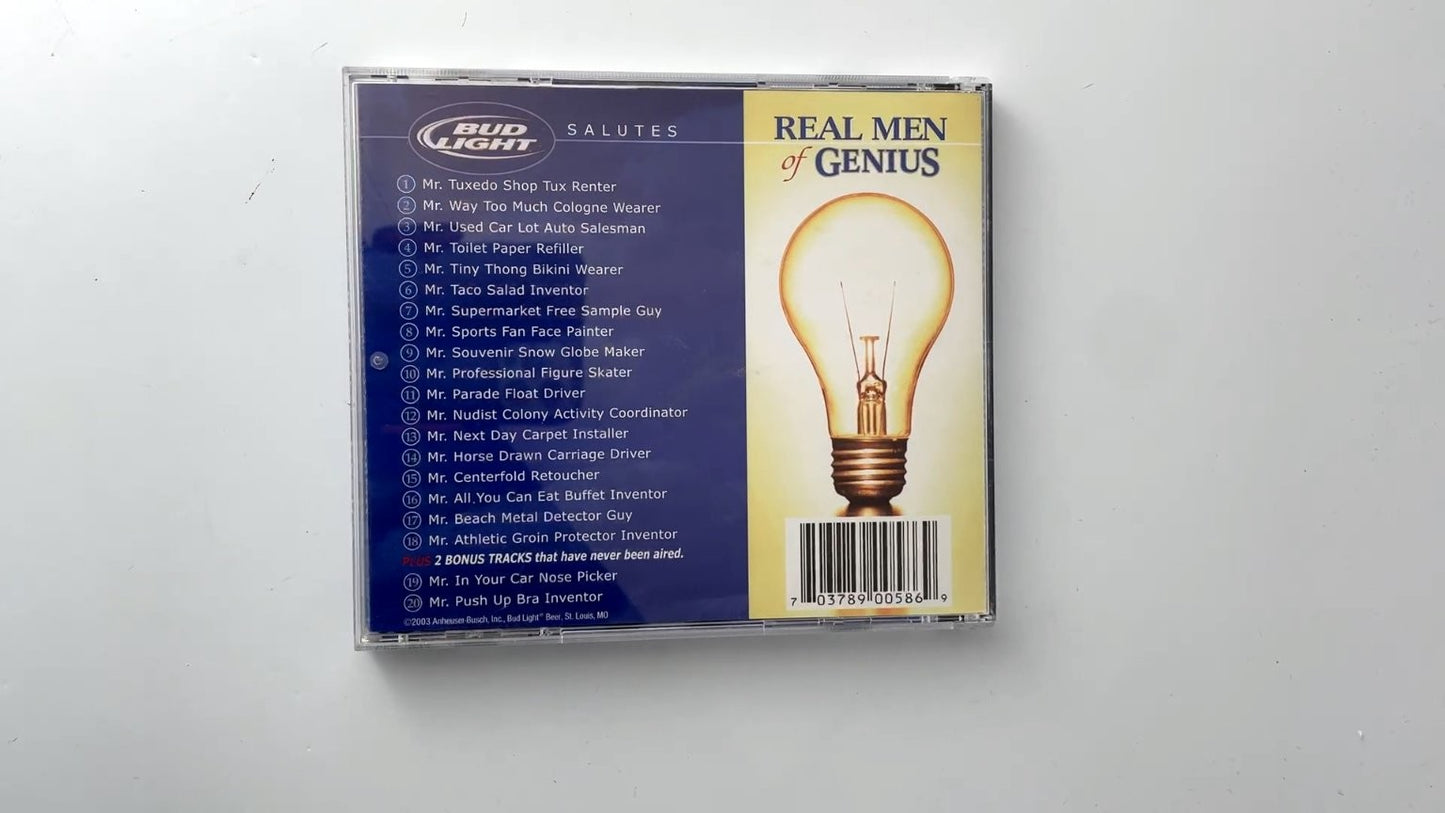 BUD
LIGHT
SALUTES
1 Mr. Tuxedo Shop Tux Renter
2 Mr. Way Too Much Cologne Wearer
3 Mr. Used Car Lot Auto Salesman
4 Mr. Toilet Paper Refiller
5 Mr. Tiny Thong Bikini Wearer
6 Mr. Taco Salad Inventor
7 Mr. Supermarket Free Sample Guy
8 Mr. Sports Fan Face Painter
9 Mr. Souvenir Snow Globe Maker
10 Mr. Professional Figure Skater
11 Mr. Parade Float Driver
12 Mr. Nudist Colony Activity Coordinator
13 Mr. Next Day Carpet Installer
14 Mr. Horse Drawn Carriage Driver
15 Mr. Centerfold Retoucher
16 Mr. All You Can Eat Buffet Inventor
17 Mr. Beach Metal Detector Guy
18 Mr. Athletic Groin Protector Inventor
PLUS 2 BONUS TRACKS that have never been aired.
19 Mr. In Your Car Nose Picker
20 Mr. Push Up Bra Inventor
©2003 Anheuser-Busch, Inc., Bud Light® Beer, St. Louis, MO
REAL MEN
of GENIUS
7 03789 00586 9